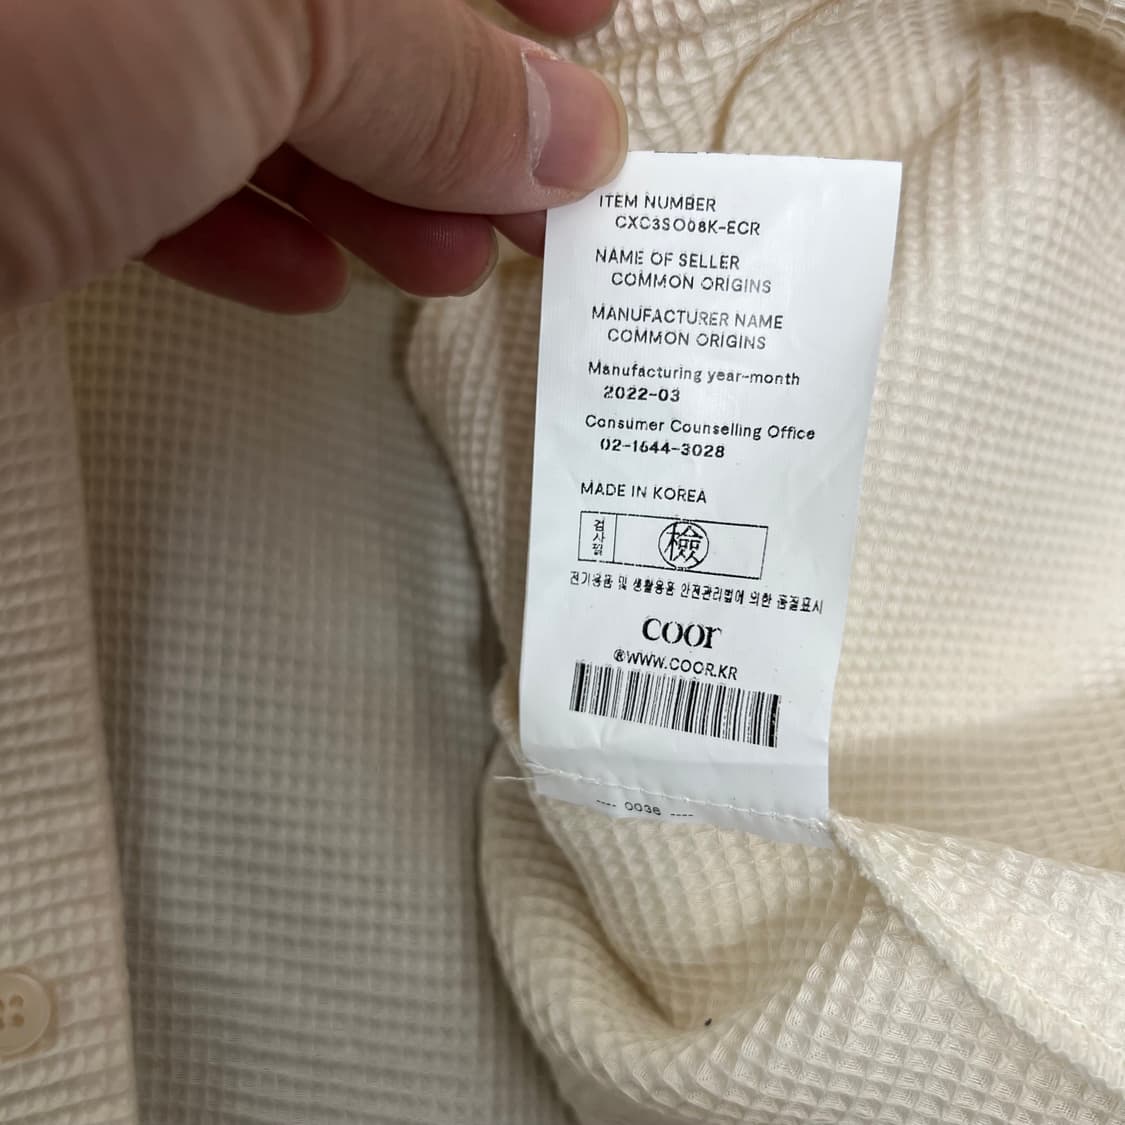 ITEM NUMBER
CXC3SO08K-ECR
NAME OF SELLER
COMMON ORIGINS
MANUFACTURER NAME
COMMON ORIGINS
Manufacturing year-month
2022-03
Consumer Counselling Office
02-1644-3028
MADE IN KOREA
검사필
檢
전기용품 및 생활용품 안전관리법에 의한 품질표시
coor
®WWW.COOR.KR
---- 0036 ----